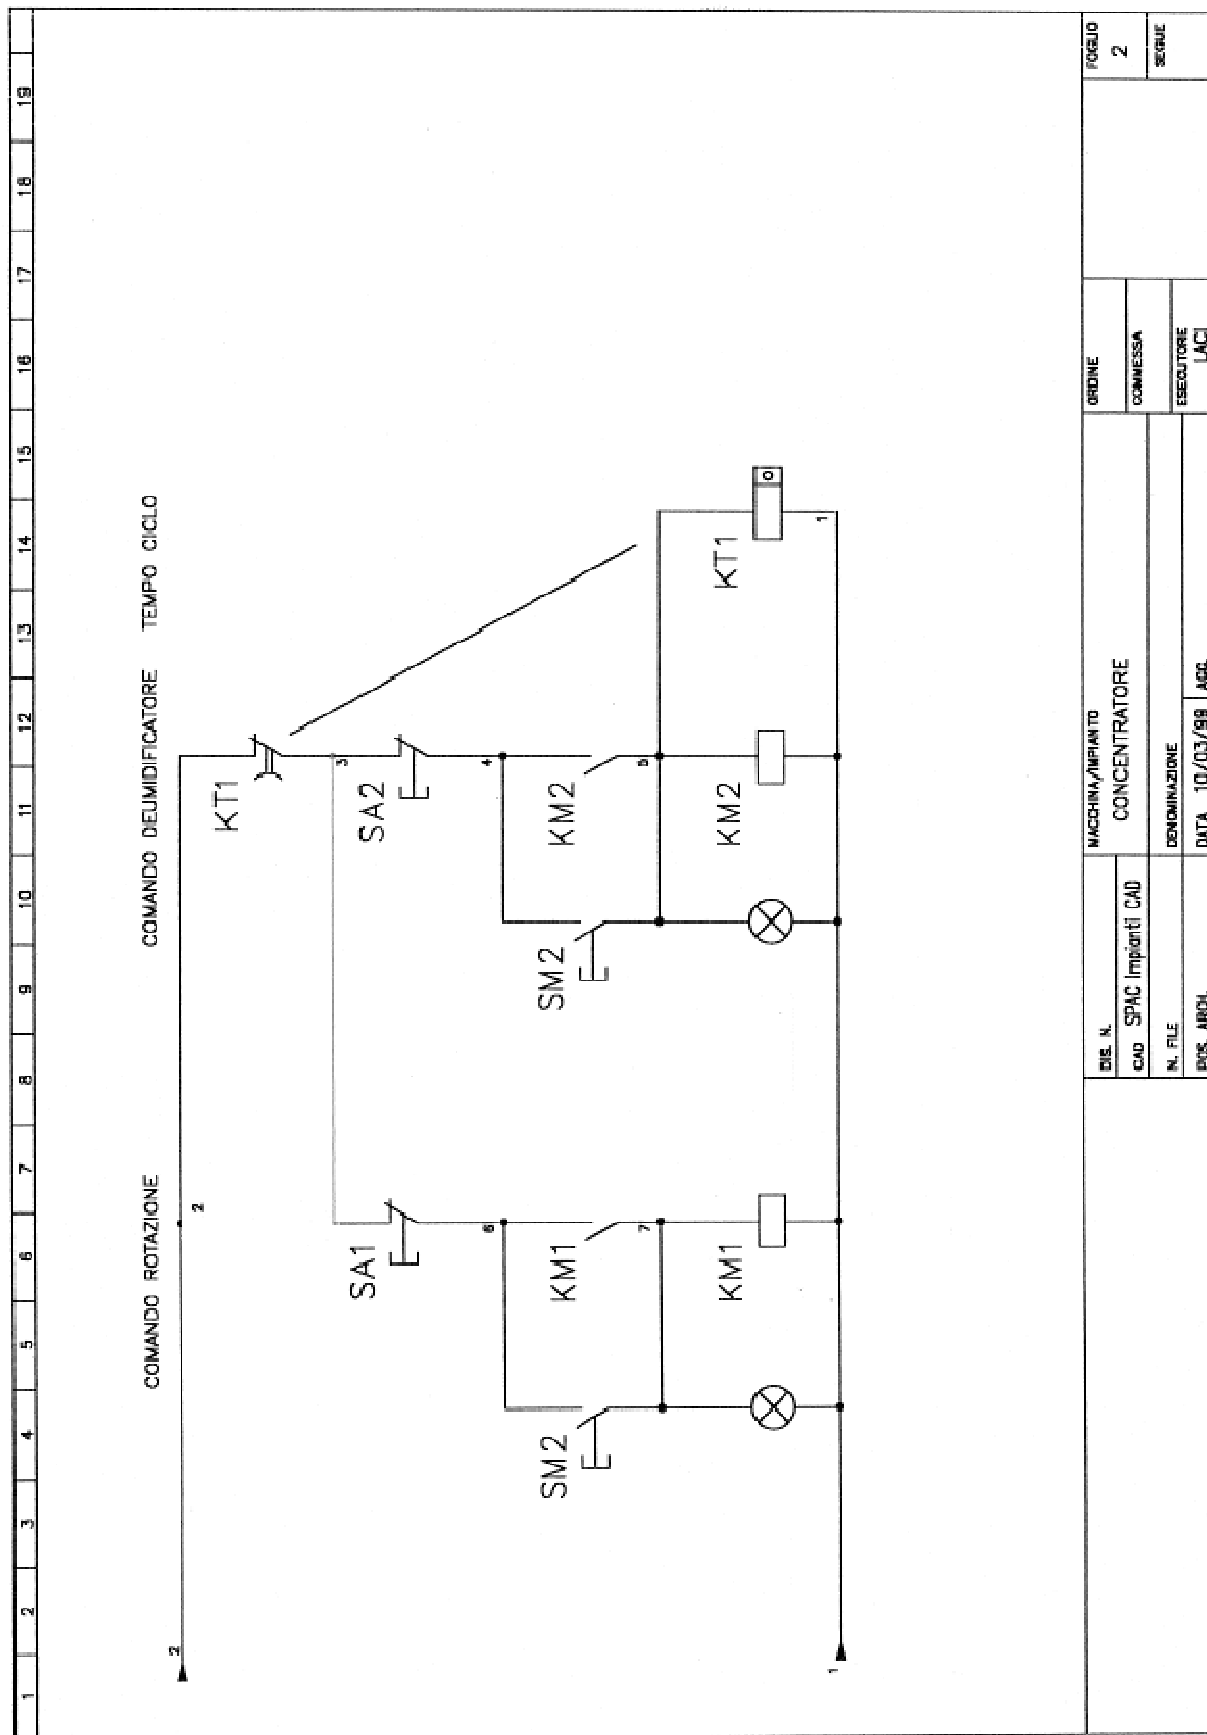 1 2 3 4 5 6 7 8 9 10 11 12 13 14 15 16 17 18 19
COMANDO ROTAZIONE
COMANDO DEUMIDIFICATORE
TEMPO CICLO
2
2
KT1
3
SA1
SA2
6
4
SM2
KM1
SM2
KM2
7
5
KM1
KM2
KT1
1
1
DIS. N.
CAD SPAC Impianti CAD
N. FILE
POS. ARCH.
MACCHINA/IMPIANTO
CONCENTRATORE
DENOMINAZIONE
DATA 10/03/99
AGG.
ORDINE
COMMESSA
ESECUTORE
LACI
FOGLIO
2
SEGUE